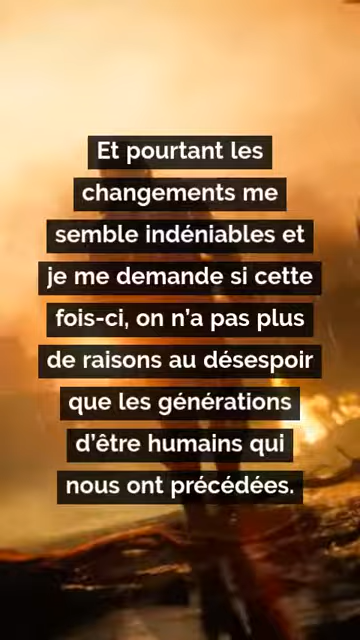 Et pourtant les
changements me
semble indéniables et
je me demande si cette
fois-ci, on n’a pas plus
de raisons au désespoir
que les générations
d’être humains qui
nous ont précédées.